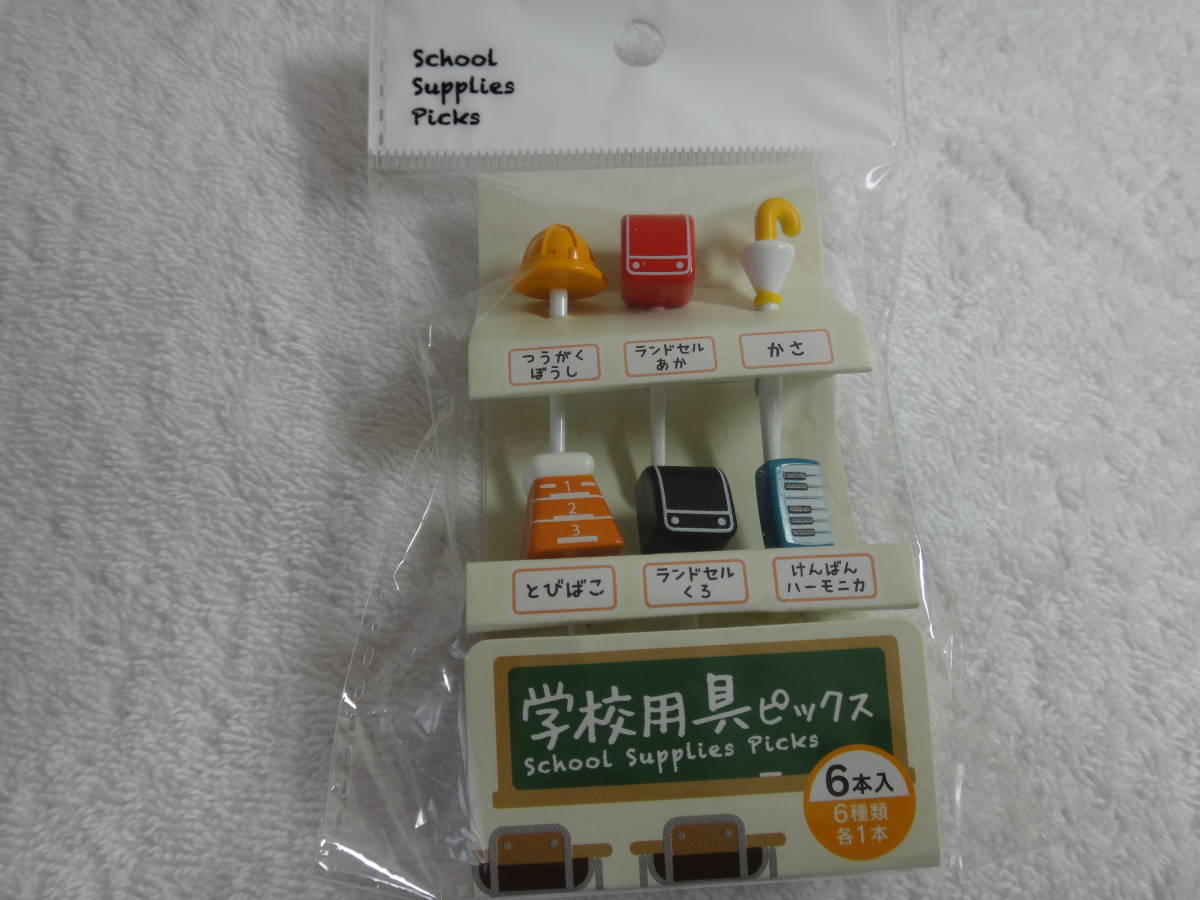 School
Supplies
Picks
つうがく
ぼうし
ランドセル
あか
かさ
1
2
3
とびばこ
ランドセル
くろ
けんばん
ハーモニカ
学校用具ピックス
School Supplies Picks
6本入
6種類
各1本